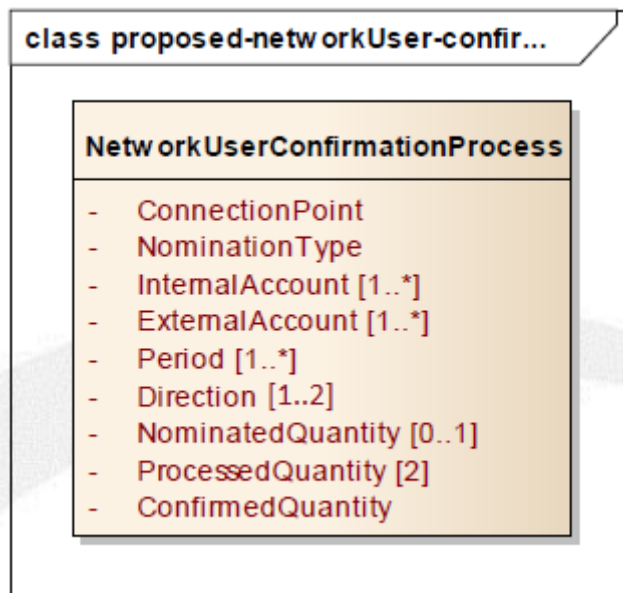 class proposed-networkUser-confir...
NetworkUserConfirmationProcess
- ConnectionPoint
- NominationType
- InternalAccount [1..*]
- ExternalAccount [1..*]
- Period [1..*]
- Direction [1..2]
- NominatedQuantity [0..1]
- ProcessedQuantity [2]
- ConfirmedQuantity